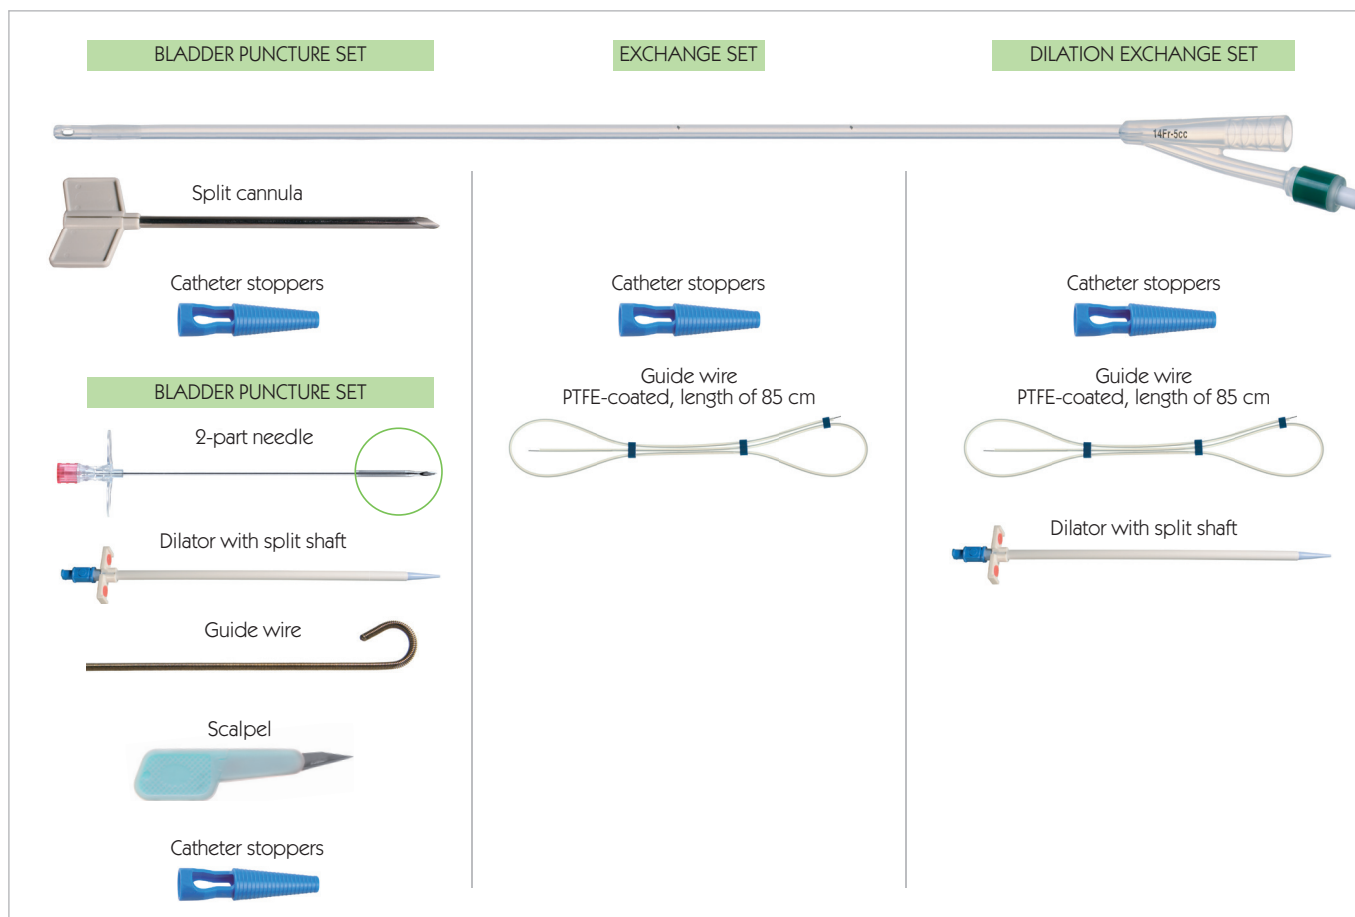 BLADDER PUNCTURE SET
EXCHANGE SET
DILATION EXCHANGE SET
14Fr-5cc
Split cannula
Catheter stoppers
Catheter stoppers
Catheter stoppers
BLADDER PUNCTURE SET
2-part needle
Dilator with split shaft
Guide wire
Scalpel
Catheter stoppers
Guide wire
PTFE-coated, length of 85 cm
Guide wire
PTFE-coated, length of 85 cm
Dilator with split shaft